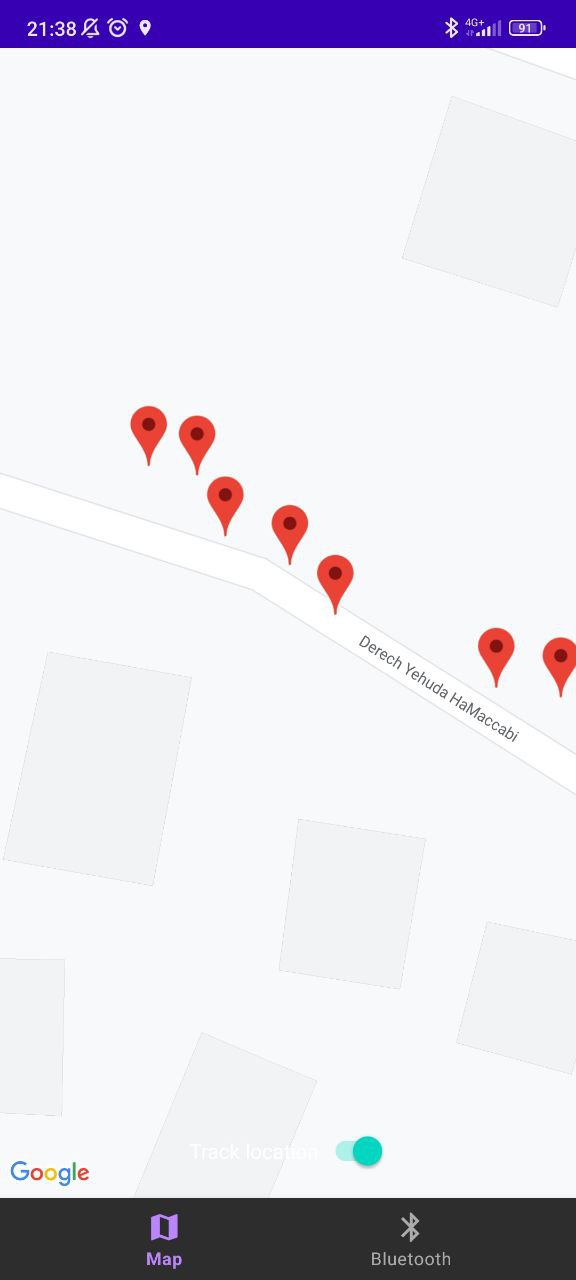 21:38
4G+
91
Derech Yehuda HaMaccabi
Track location
Google
Map
Bluetooth